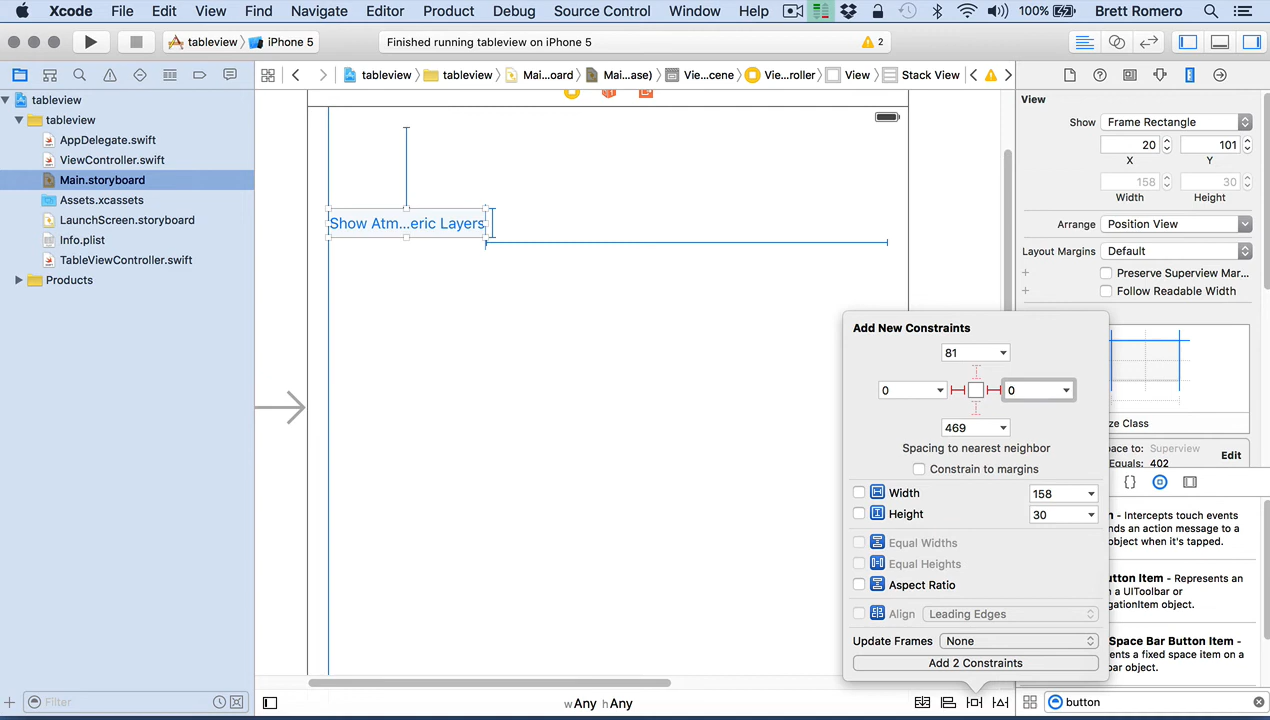 Xcode File Edit View Find Navigate Editor Product Debug Source Control Window Help 100% Brett Romero
tableview iPhone 5 Finished running tableview on iPhone 5 2
tableview tableview Mai...oard Mai...ase) Vie...cene Vie...roller View Stack View
tableview
tableview
AppDelegate.swift
ViewController.swift
Main.storyboard
Assets.xcassets
LaunchScreen.storyboard
Info.plist
TableViewController.swift
Products
Filter
Show Atm...eric Layers
wAny hAny
Add New Constraints
81
0 0
469
Spacing to nearest neighbor
Constrain to margins
Width 158
Height 30
Equal Widths
Equal Heights
Aspect Ratio
Align Leading Edges
Update Frames None
Add 2 Constraints
View
Show Frame Rectangle
20 101
X Y
158 30
Width Height
Arrange Position View
Layout Margins Default
Preserve Superview Mar...
Follow Readable Width
ze Class
ace to: Superview
Equals: 402 Edit
{ }
n - Intercepts touch events
nds an action message to a
object when it's tapped.
utton Item - Represents an
n a UIToolbar or
gationItem object.
Space Bar Button Item -
ents a fixed space item on a
bar object.
button